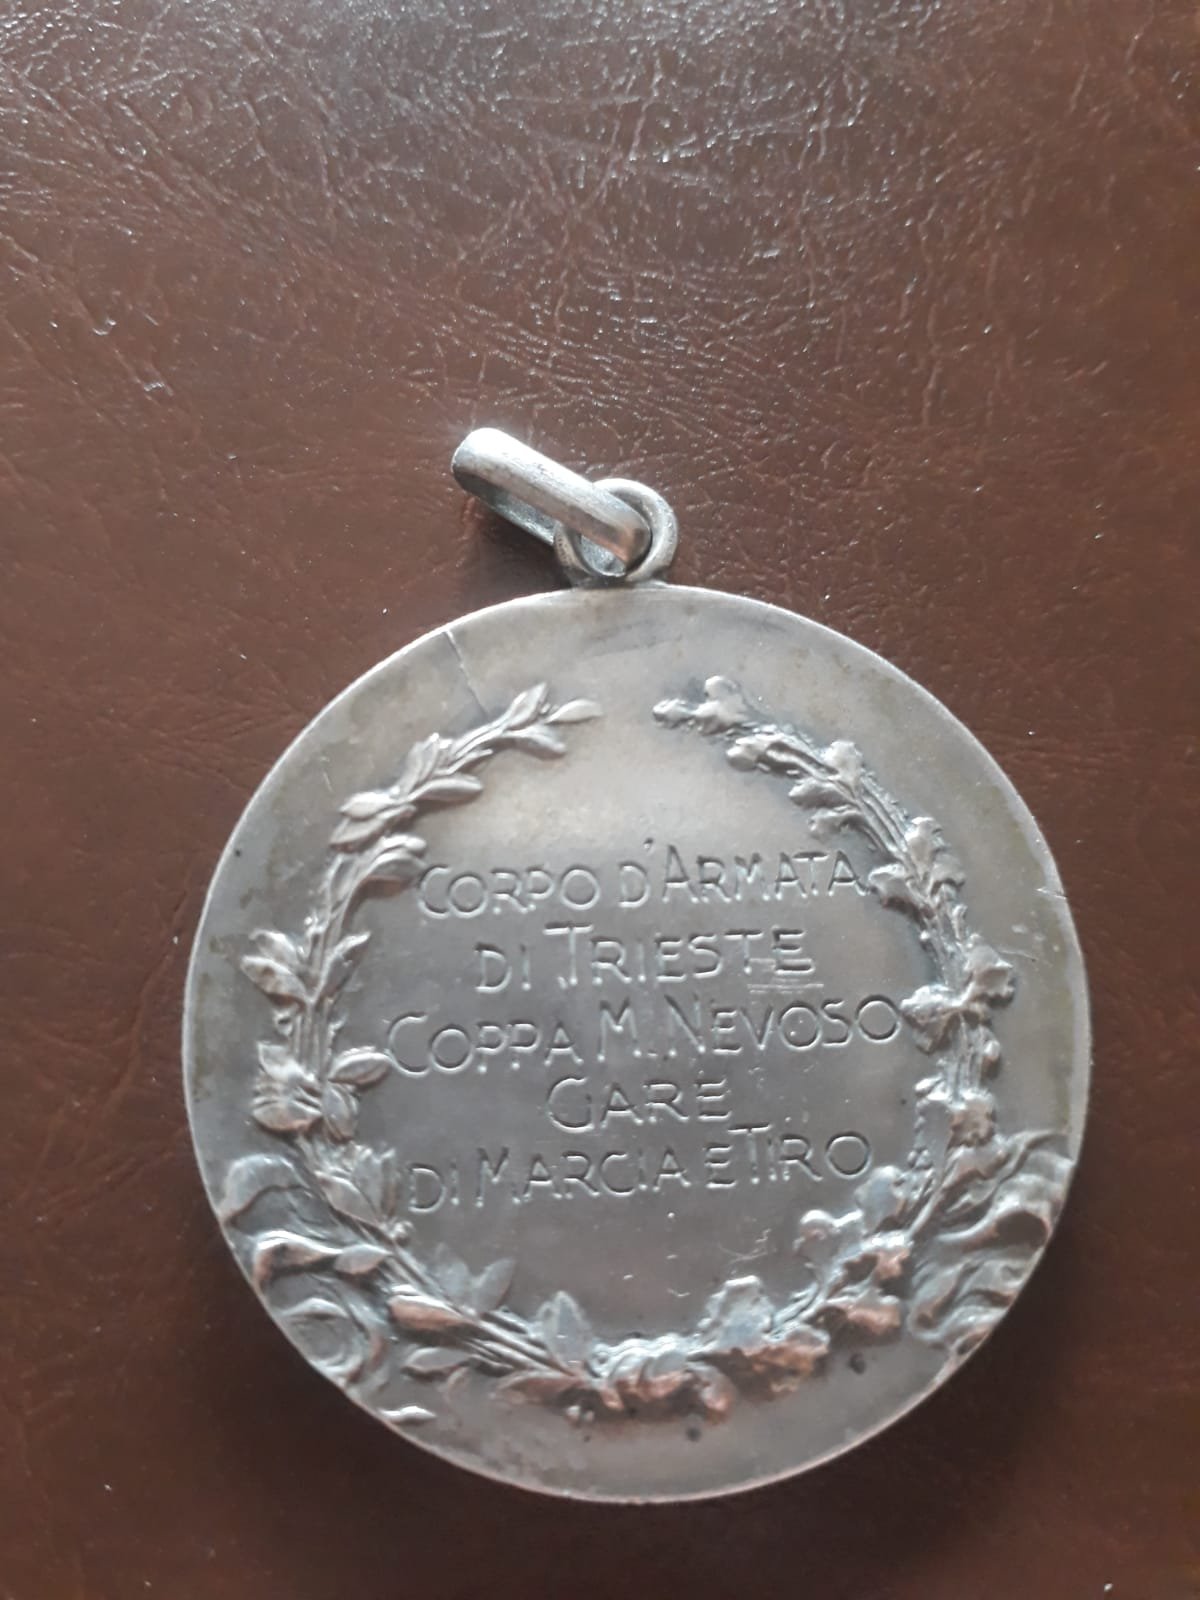 CORPO D'ARMATA
DI TRIESTE
COPPA M. NEVOSO
GARE
DI MARCIA E TIRO